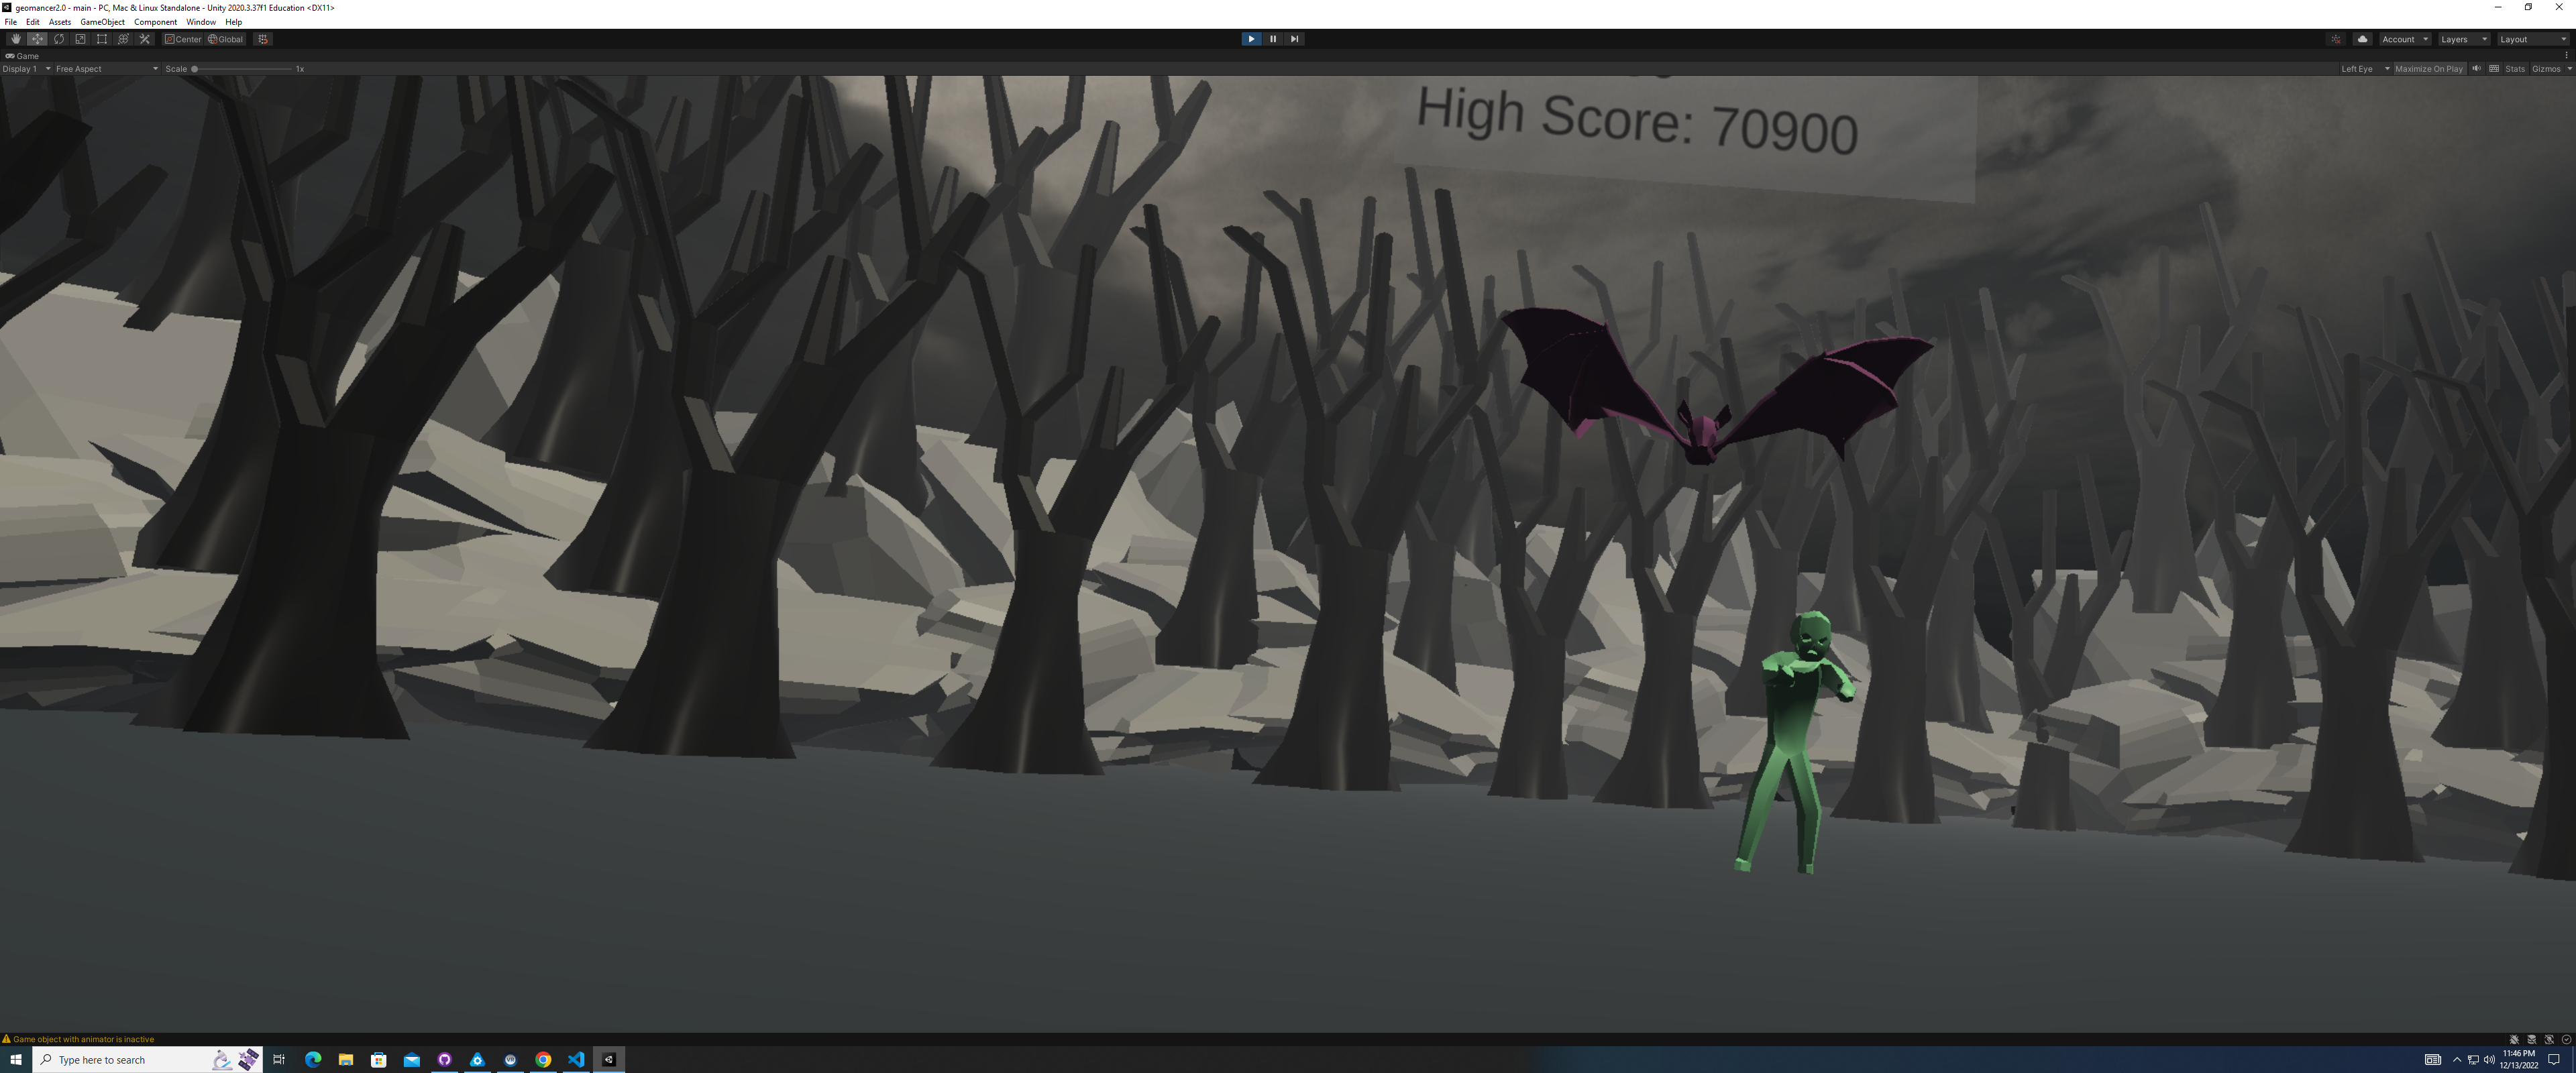 geomancer2.0 - main - PC, Mac & Linux Standalone - Unity 2020.3.37f1 Education <DX11>
File Edit Assets GameObject Component Window Help
Center Global Account Layers Layout
Game
Display 1 Free Aspect Scale 1x Left Eye Maximize On Play Stats Gizmos
High Score: 70900
Game object with animator is inactive
Type here to search
11:46 PM
12/13/2022